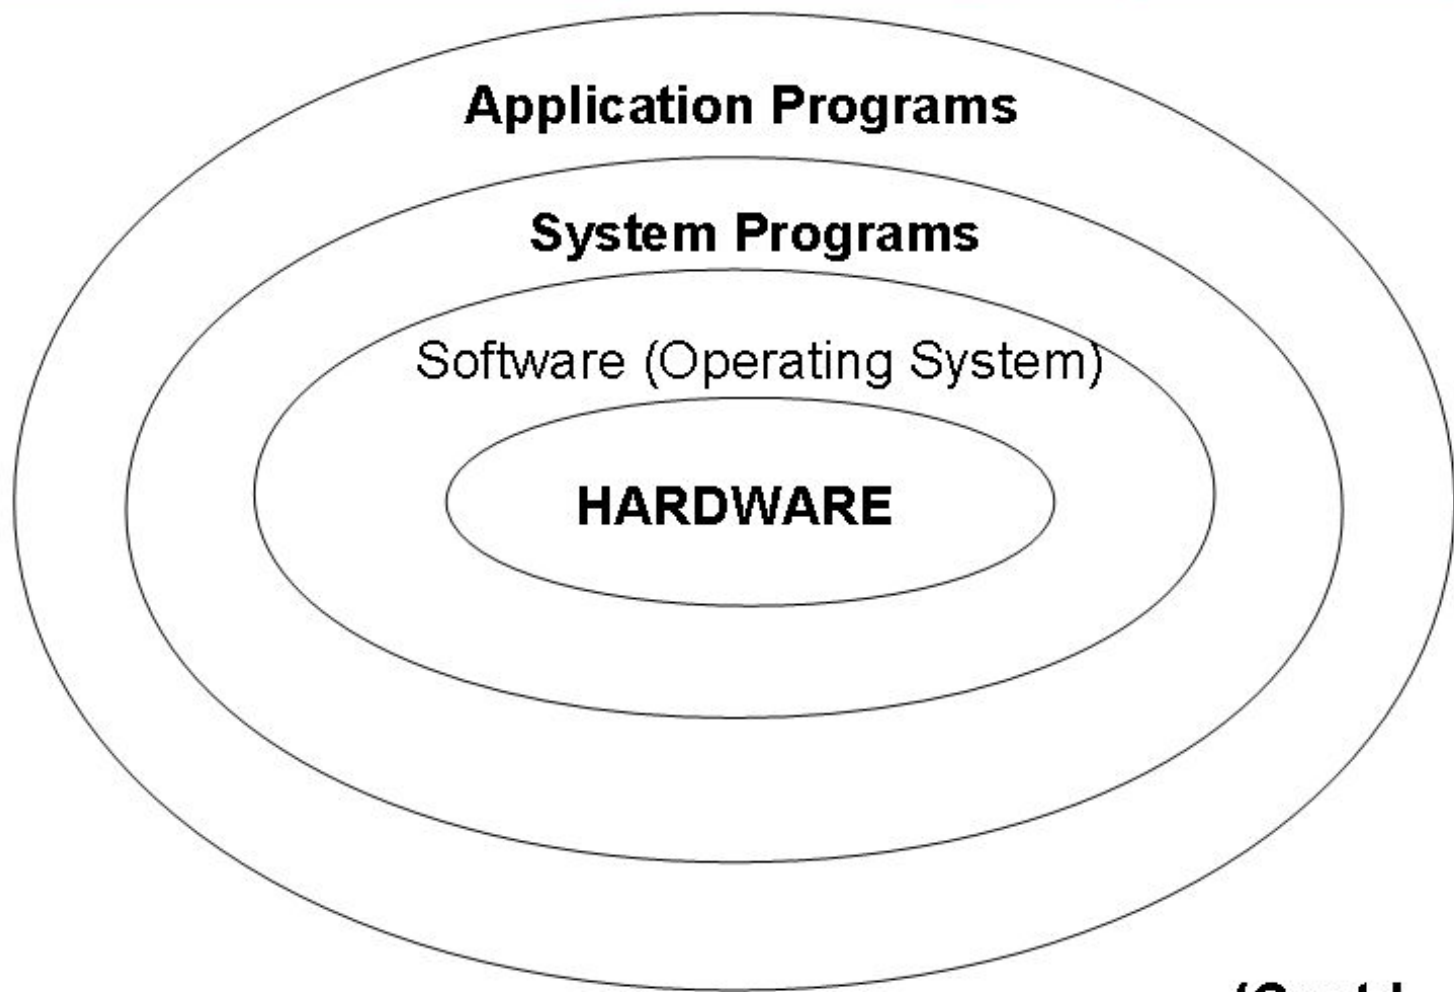 Application Programs
System Programs
Software (Operating System)
HARDWARE